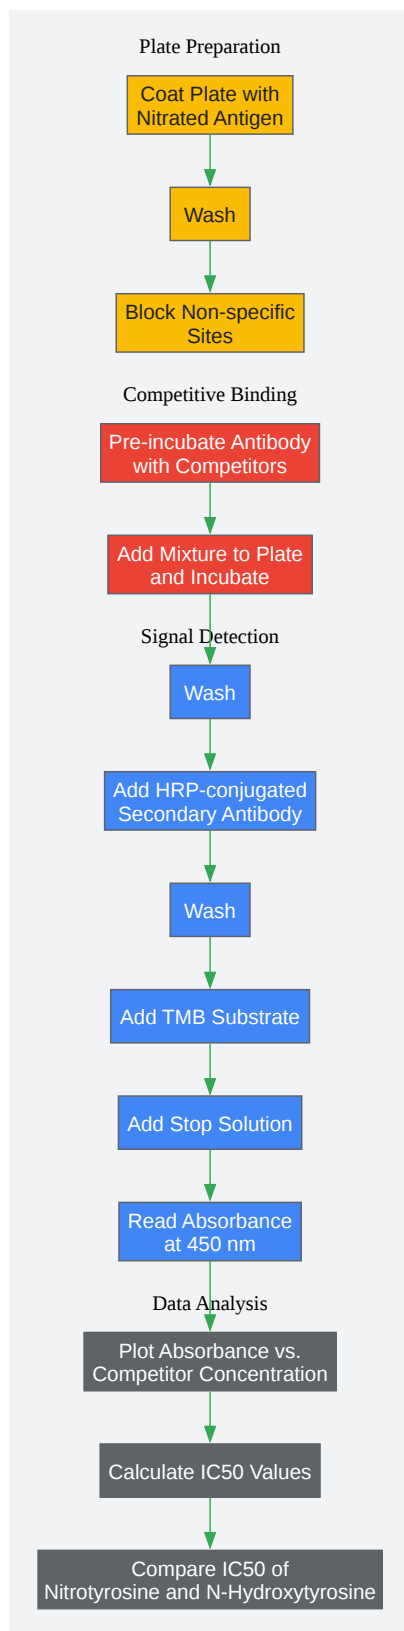 Plate Preparation
Coat Plate with
Nitrated Antigen
Wash
Block Non-specific
Sites
Competitive Binding
Pre-incubate Antibody
with Competitors
Add Mixture to Plate
and Incubate
Signal Detection
Wash
Add HRP-conjugated
Secondary Antibody
Wash
Add TMB Substrate
Add Stop Solution
Read Absorbance
at 450 nm
Data Analysis
Plot Absorbance vs.
Competitor Concentration
Calculate IC50 Values
Compare IC50 of
Nitrotyrosine and N-Hydroxytyrosine